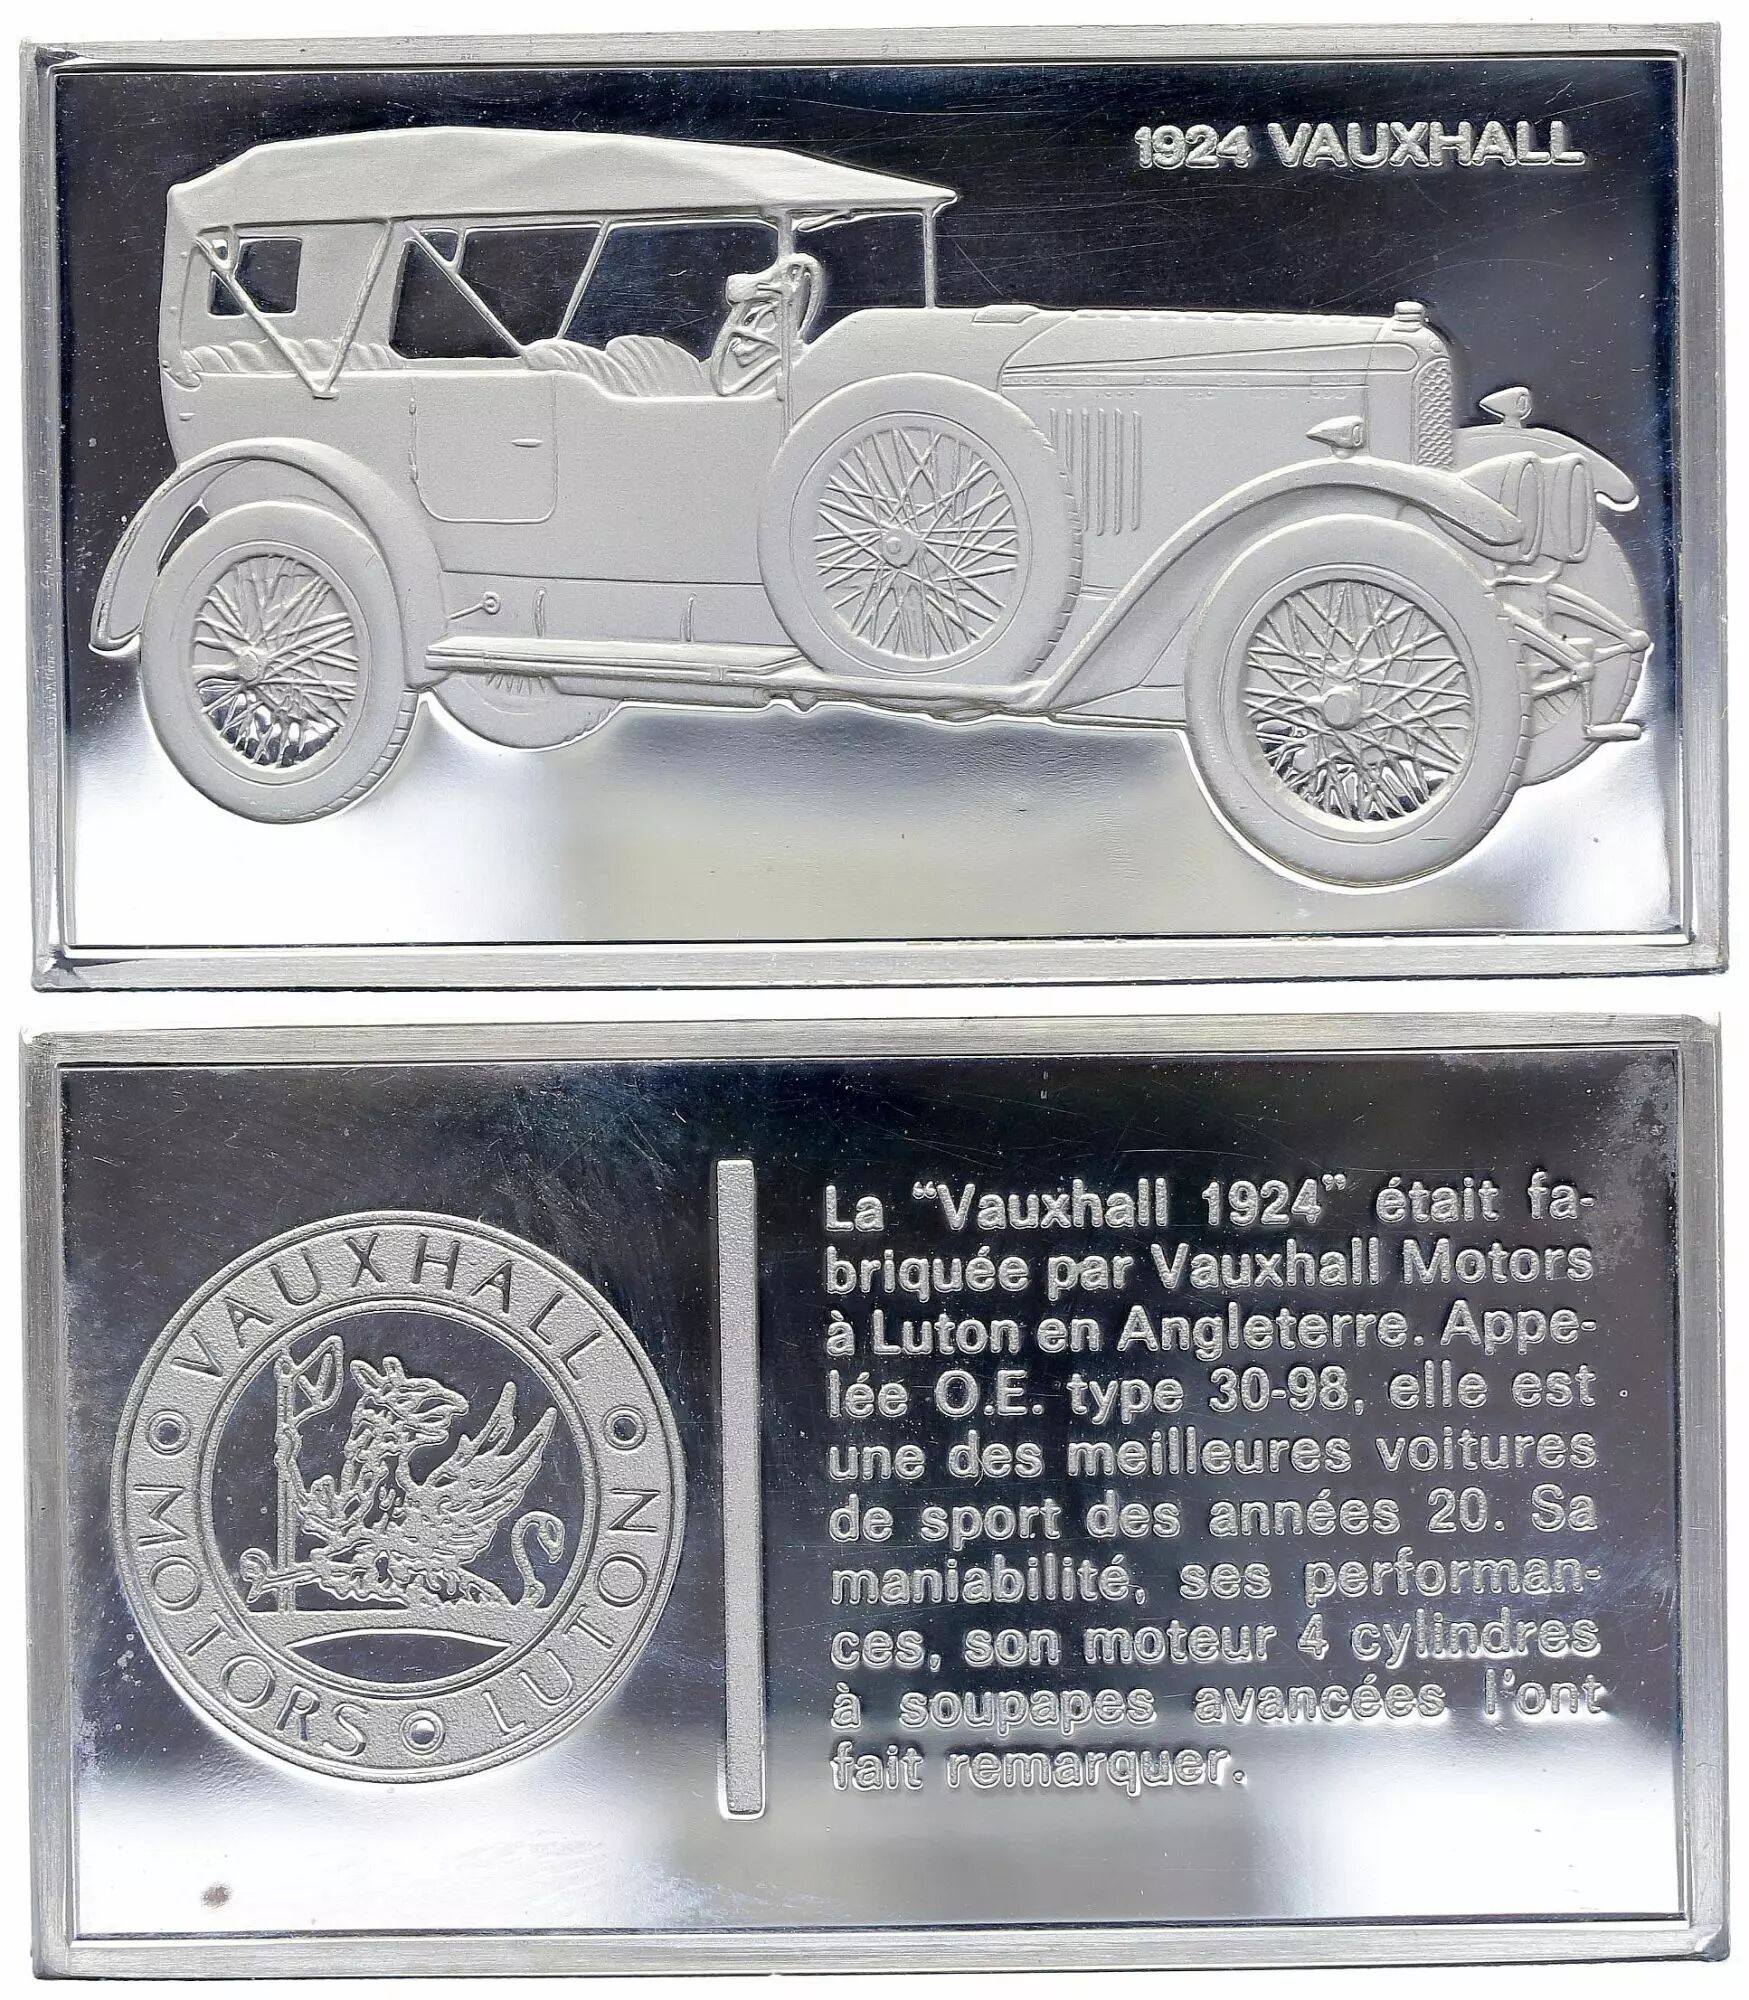 1924 VAUXHALL
VAUXHALL
MOTORS
LUTON
V
La “Vauxhall 1924” était fa-
briquée par Vauxhall Motors
à Luton en Angleterre. Appe-
lée O.E. type 30-98, elle est
une des meilleures voitures
de sport des années 20. Sa
maniabilité, ses performan-
ces, son moteur 4 cylindres
à soupapes avancées l'ont
fait remarquer.